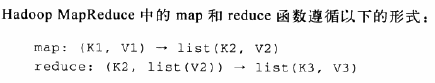 Hadoop MapReduce 中的 map 和 reduce 函数遵循以下的形式：
map: (K1, V1) → list(K2, V2)
reduce: (K2, list(V2)) → list(K3, V3)